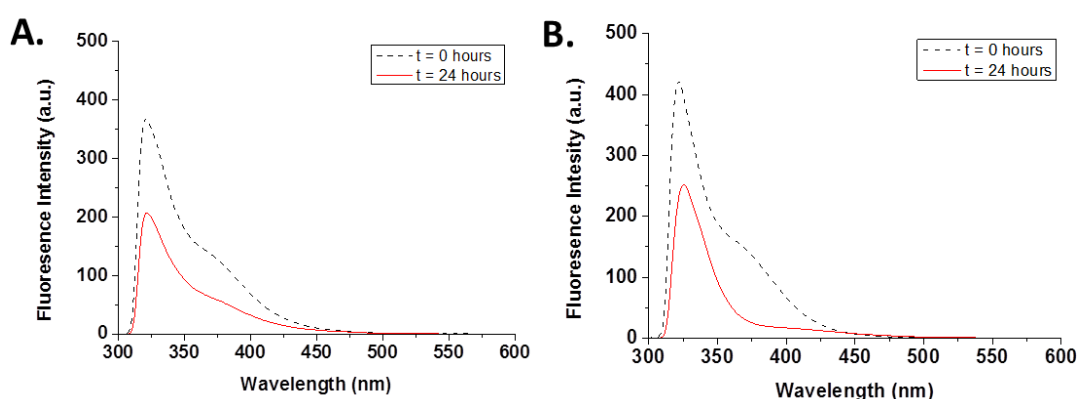 A.
500
400
300
200
100
0
Fluoresence Intensity (a.u.)
t = 0 hours
t = 24 hours
300 350 400 450 500 550 600
Wavelength (nm)
B.
500
400
300
200
100
0
Fluoresence Intesity (a.u.)
t = 0 hours
t = 24 hours
300 350 400 450 500 550 600
Wavelength (nm)